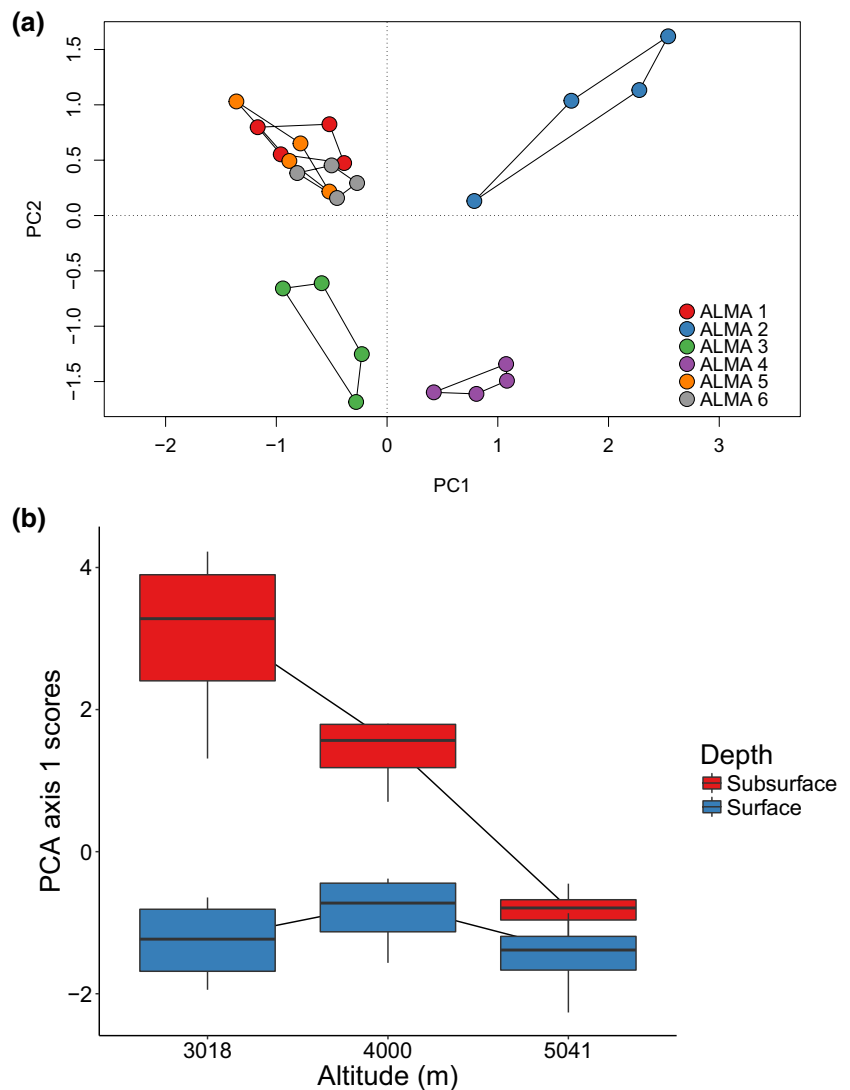 (a)
1.5
1.0
0.5
0.0
−0.5
−1.0
−1.5
PC2
ALMA 1
ALMA 2
ALMA 3
ALMA 4
ALMA 5
ALMA 6
−2 −1 0 1 2 3
PC1
(b)
4
2
0
−2
PCA axis 1 scores
Depth
Subsurface
Surface
3018 4000 5041
Altitude (m)